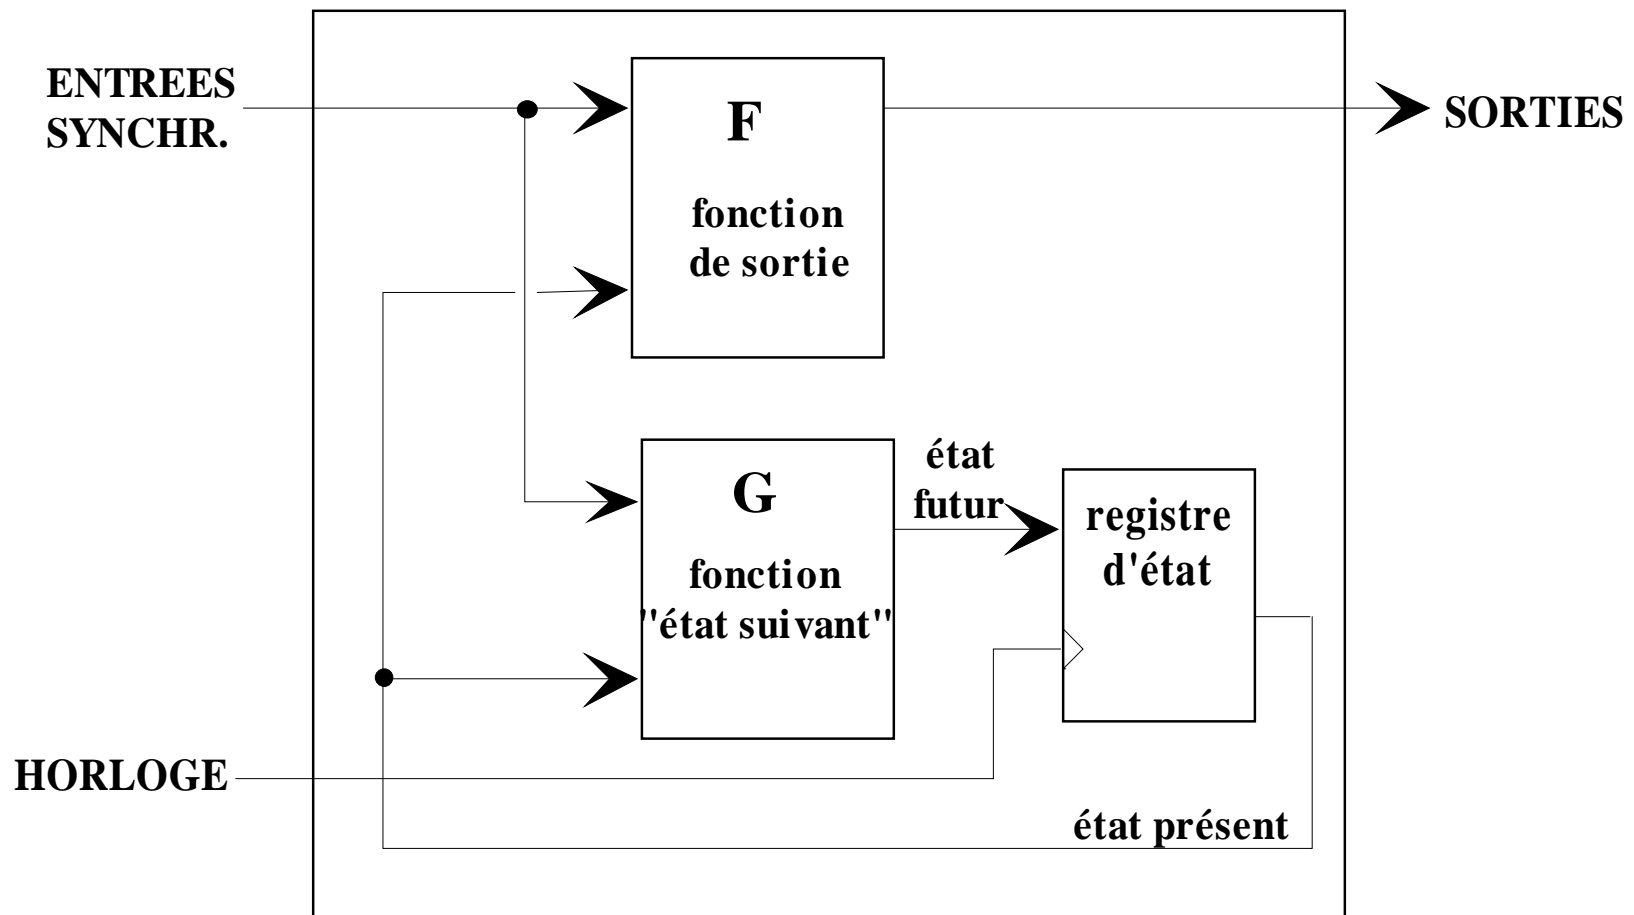 ENTREES
SYNCHR.
F
fonction
de sortie
SORTIES
G
fonction
"état suivant"
état
futur
registre
d'état
HORLOGE
état présent